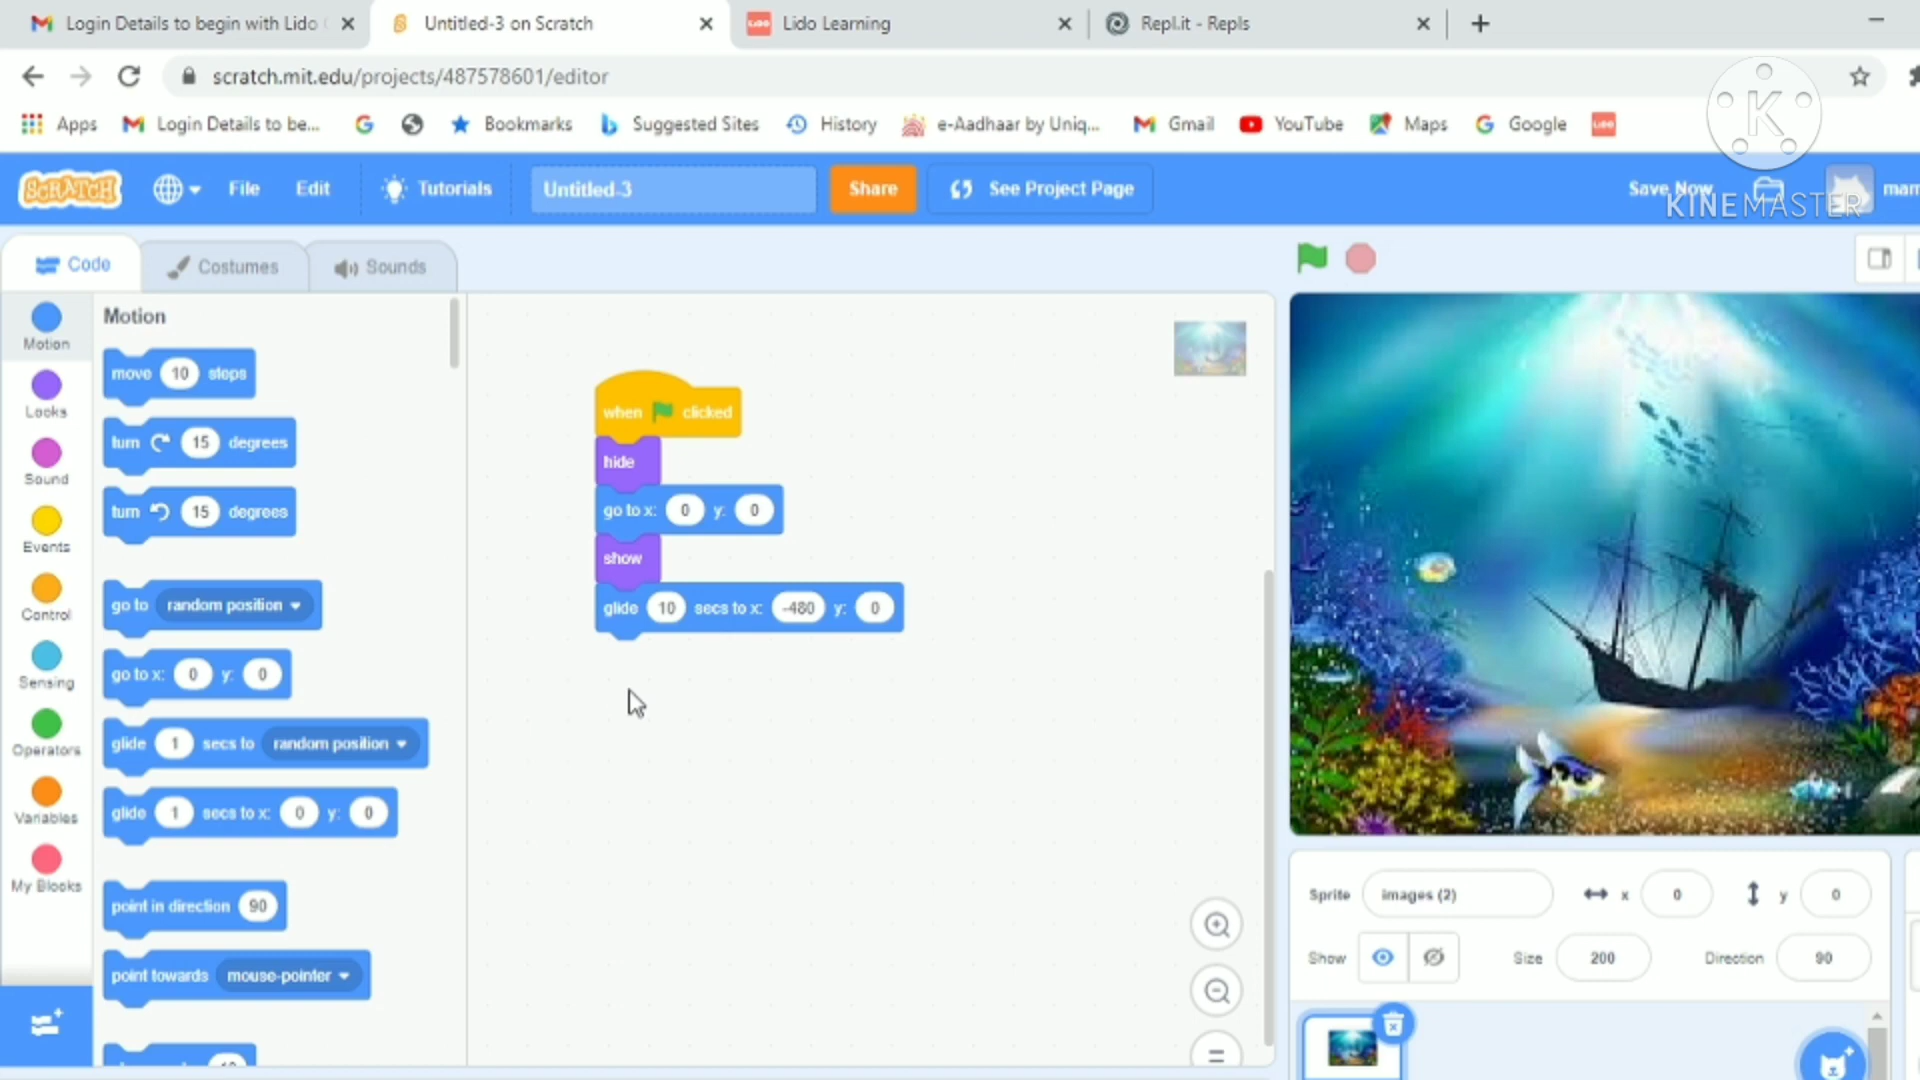 Login Details to begin with Lido
Untitled-3 on Scratch
Lido Learning
Repl.it - Repls
scratch.mit.edu/projects/487578601/editor
Apps
Login Details to be...
Bookmarks
Suggested Sites
History
e-Aadhaar by Uniq...
Gmail
YouTube
Maps
Google
K
SCRATCH
File
Edit
Tutorials
Untitled-3
Share
See Project Page
Save Now
KINEMASTER
Code
Costumes
Sounds
Motion
Looks
Sound
Events
Control
Sensing
Operators
Variables
My Blocks
Motion
move 10 steps
turn 15 degrees
turn 15 degrees
go to random position
go to x: 0 y: 0
glide 1 secs to random position
glide 1 secs to x: 0 y: 0
point in direction 90
point towards mouse-pointer
when clicked
hide
go to x: 0 y: 0
show
glide 10 secs to x: -480 y: 0
Sprite images (2) x 0 y 0
Show Size 200 Direction 90